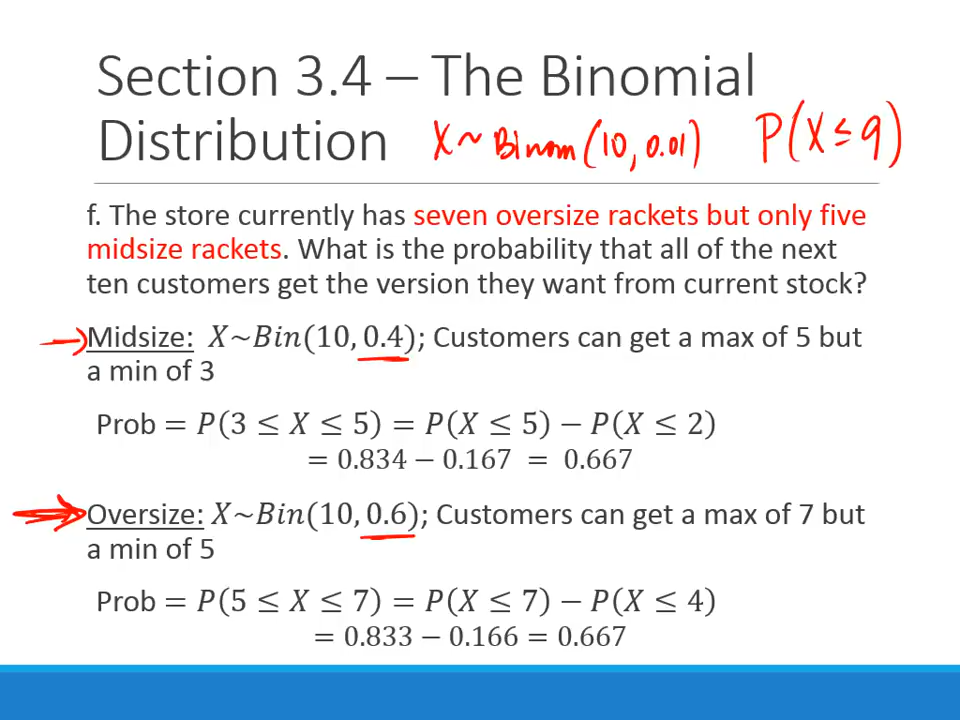 Section 3.4 – The Binomial
Distribution X~Binom(10, 0.01) P(X ≤ 9)
f. The store currently has seven oversize rackets but only five
midsize rackets. What is the probability that all of the next
ten customers get the version they want from current stock?
Midsize: X~Bin(10, 0.4); Customers can get a max of 5 but
a min of 3
Prob = P(3 ≤ X ≤ 5) = P(X ≤ 5) − P(X ≤ 2)
= 0.834 − 0.167 = 0.667
Oversize: X~Bin(10, 0.6); Customers can get a max of 7 but
a min of 5
Prob = P(5 ≤ X ≤ 7) = P(X ≤ 7) − P(X ≤ 4)
= 0.833 − 0.166 = 0.667